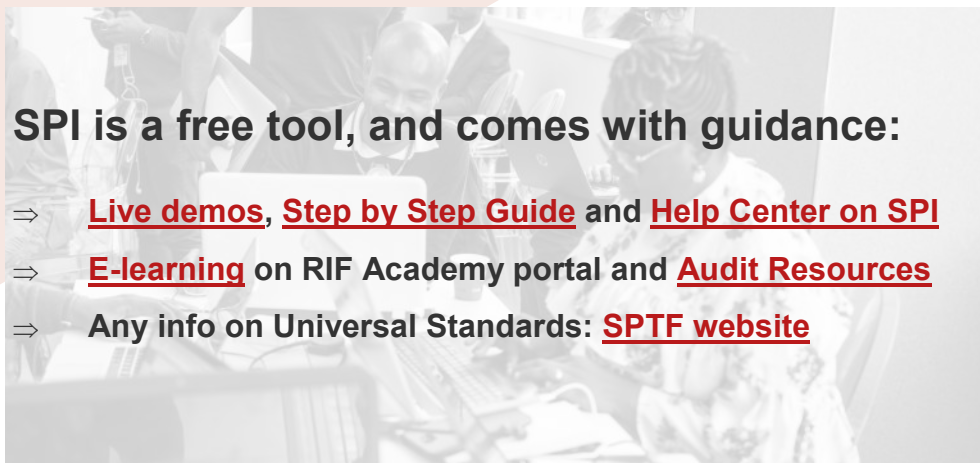 SPI is a free tool, and comes with guidance:
⇒ Live demos, Step by Step Guide and Help Center on SPI
⇒ E-learning on RIF Academy portal and Audit Resources
⇒ Any info on Universal Standards: SPTF website